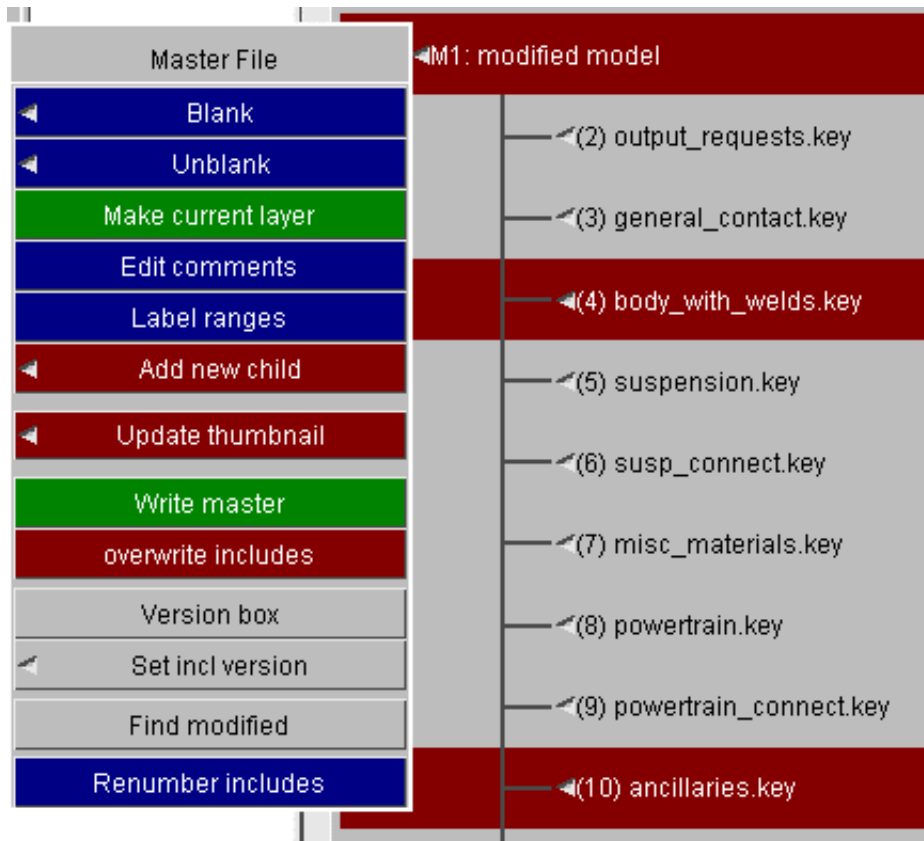 Master File
Blank
Unblank
Make current layer
Edit comments
Label ranges
Add new child
Update thumbnail
Write master
overwrite includes
Version box
Set incl version
Find modified
Renumber includes
M1: modified model
(2) output_requests.key
(3) general_contact.key
(4) body_with_welds.key
(5) suspension.key
(6) susp_connect.key
(7) misc_materials.key
(8) powertrain.key
(9) powertrain_connect.key
(10) ancillaries.key